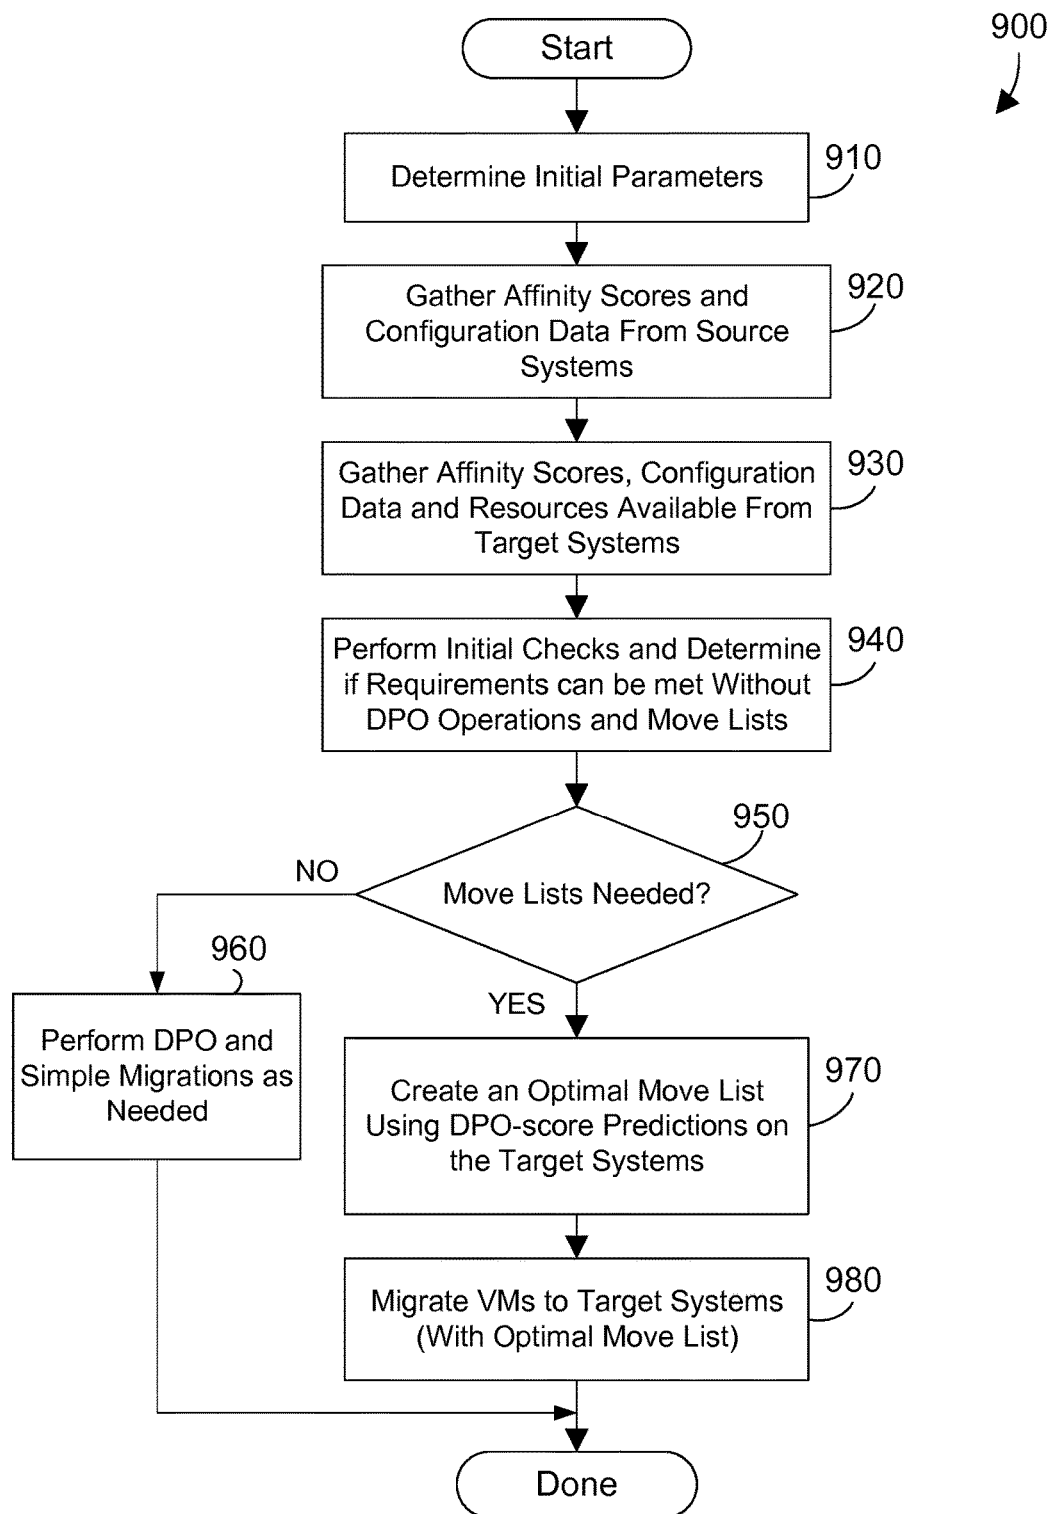 900
Start
Determine Initial Parameters
910
Gather Affinity Scores and
Configuration Data From Source
Systems
920
Gather Affinity Scores, Configuration
Data and Resources Available From
Target Systems
930
Perform Initial Checks and Determine
if Requirements can be met Without
DPO Operations and Move Lists
940
950
Move Lists Needed?
NO
960
Perform DPO and
Simple Migrations as
Needed
YES
Create an Optimal Move List
Using DPO-score Predictions on
the Target Systems
970
Migrate VMs to Target Systems
(With Optimal Move List)
980
Done